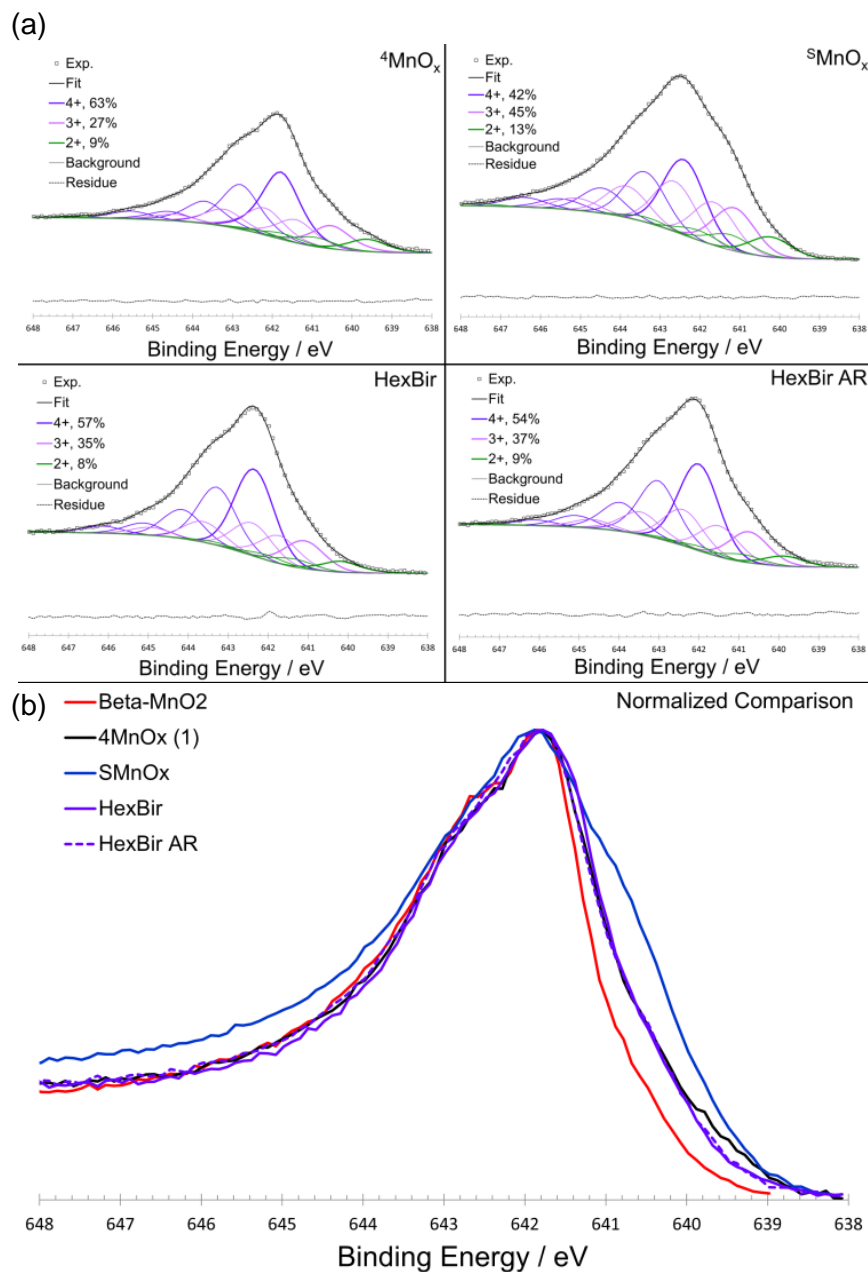 (a)
⁴MnOₓ
Exp.
Fit
4+, 63%
3+, 27%
2+, 9%
Background
Residue
648 647 646 645 644 643 642 641 640 639 638
Binding Energy / eV
ˢMnOₓ
Exp.
Fit
4+, 42%
3+, 45%
2+, 13%
Background
Residue
648 647 646 645 644 643 642 641 640 639 638
Binding Energy / eV
HexBir
Exp.
Fit
4+, 57%
3+, 35%
2+, 8%
Background
Residue
648 647 646 645 644 643 642 641 640 639 638
Binding Energy / eV
HexBir AR
Exp.
Fit
4+, 54%
3+, 37%
2+, 9%
Background
Residue
648 647 646 645 644 643 642 641 640 639 638
Binding Energy / eV
(b)
Normalized Comparison
Beta-MnO2
4MnOx (1)
SMnOx
HexBir
HexBir AR
648 647 646 645 644 643 642 641 640 639 638
Binding Energy / eV